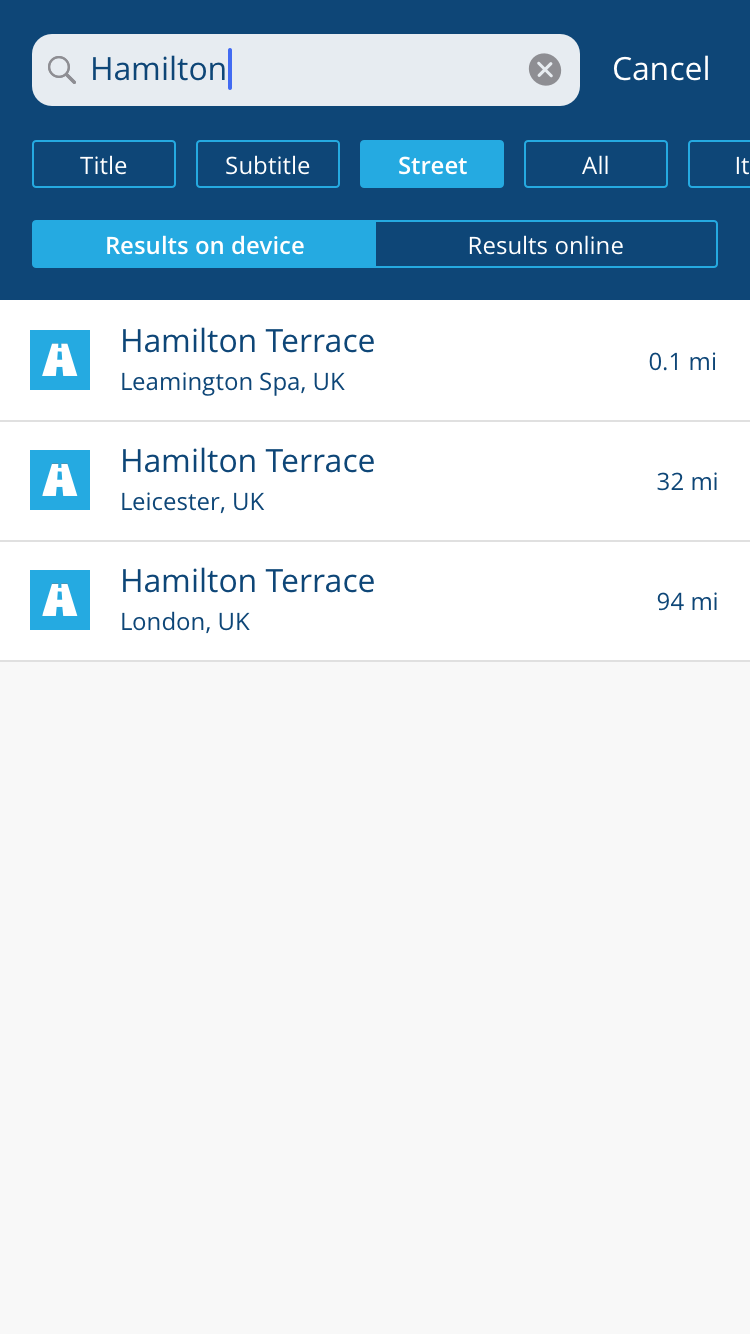 Hamilton
Cancel
Title
Subtitle
Street
All
It
Results on device
Results online
Hamilton Terrace
Leamington Spa, UK
0.1 mi
Hamilton Terrace
Leicester, UK
32 mi
Hamilton Terrace
London, UK
94 mi